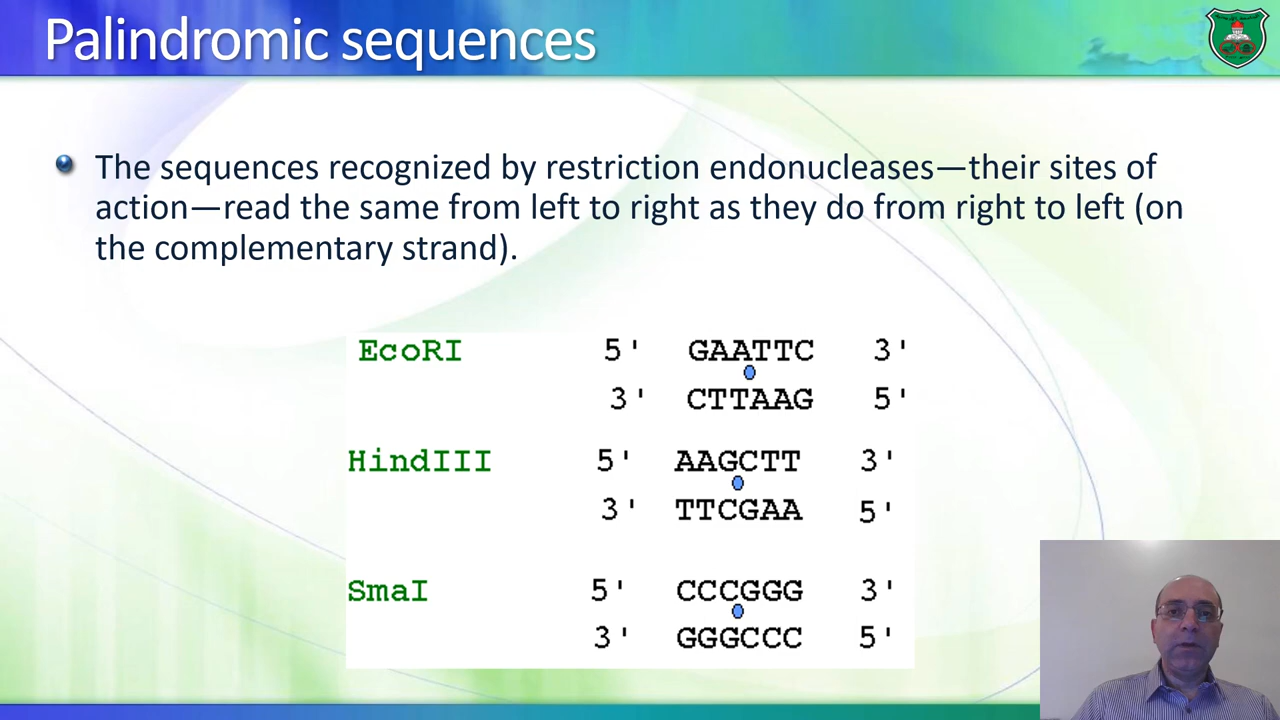 Palindromic sequences
The sequences recognized by restriction endonucleases—their sites of
action—read the same from left to right as they do from right to left (on
the complementary strand).
EcoRI 5' GAATTC 3'
3' CTTAAG 5'
HindIII 5' AAGCTT 3'
3' TTCGAA 5'
SmaI 5' CCCGGG 3'
3' GGGCCC 5'